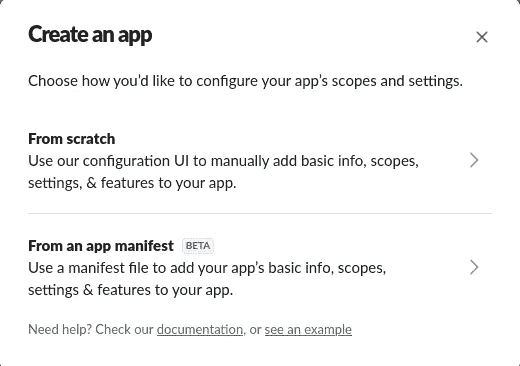 Create an app
Choose how you’d like to configure your app’s scopes and settings.
From scratch
Use our configuration UI to manually add basic info, scopes,
settings, & features to your app.
From an app manifest BETA
Use a manifest file to add your app’s basic info, scopes,
settings & features to your app.
Need help? Check our documentation, or see an example